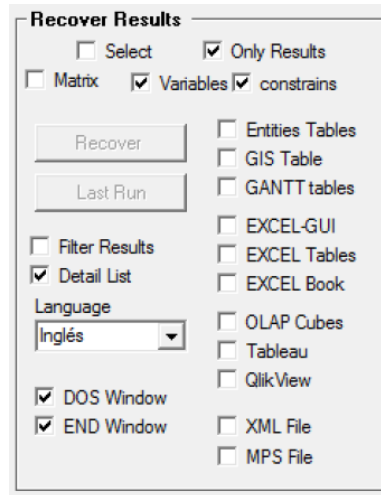 Recover Results
Select Only Results
Matrix Variables constrains
Recover
Last Run
Filter Results
Detail List
Language
Inglés
DOS Window
END Window
Entities Tables
GIS Table
GANTT tables
EXCEL-GUI
EXCEL Tables
EXCEL Book
OLAP Cubes
Tableau
QlikView
XML File
MPS File